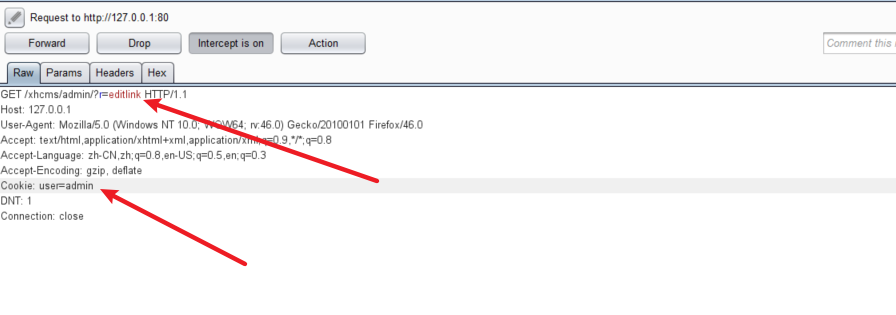 Request to http://127.0.0.1:80
Forward Drop Intercept is on Action Comment this
Raw Params Headers Hex
GET /xhcms/admin/?r=editlink HTTP/1.1
Host: 127.0.0.1
User-Agent: Mozilla/5.0 (Windows NT 10.0; WOW64; rv:46.0) Gecko/20100101 Firefox/46.0
Accept: text/html,application/xhtml+xml,application/xml;q=0.9,*/*;q=0.8
Accept-Language: zh-CN,zh;q=0.8,en-US;q=0.5,en;q=0.3
Accept-Encoding: gzip, deflate
Cookie: user=admin
DNT: 1
Connection: close